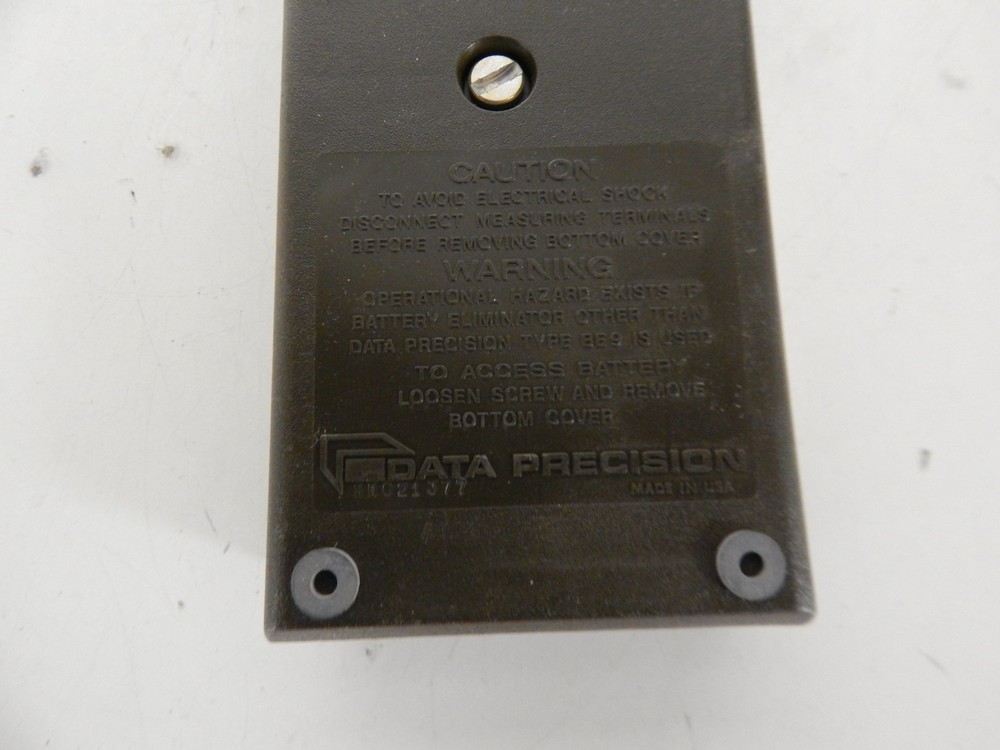 CAUTION
TO AVOID ELECTRICAL SHOCK
DISCONNECT MEASURING TERMINALS
BEFORE REMOVING BOTTOM COVER
WARNING
OPERATIONAL HAZARD EXISTS IF
BATTERY ELIMINATOR OTHER THAN
DATA PRECISION TYPE BE9 IS USED
TO ACCESS BATTERY
LOOSEN SCREW AND REMOVE
BOTTOM COVER
DATA PRECISION
MADE IN USA